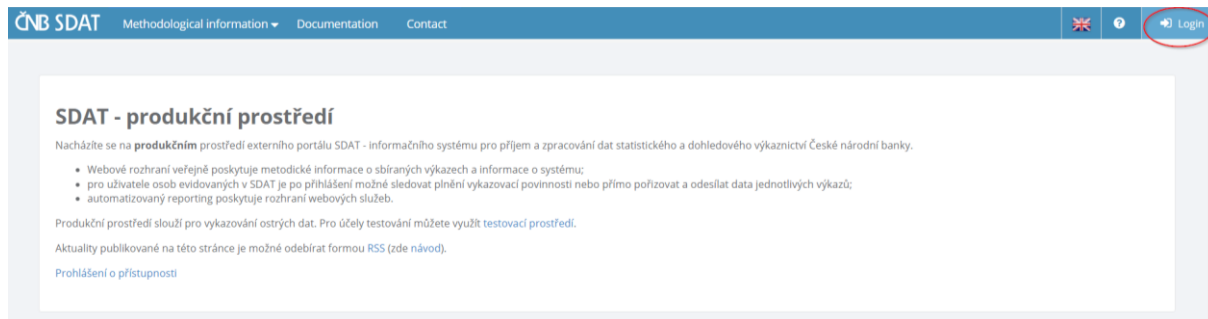 ČNB SDAT Methodological information Documentation Contact Login
SDAT - produkční prostředí
Nacházíte se na produkčním prostředí externího portálu SDAT - informačního systému pro příjem a zpracování dat statistického a dohledového výkaznictví České národní banky.
Webové rozhraní veřejně poskytuje metodické informace o sbíraných výkazech a informace o systému;
pro uživatele osob evidovaných v SDAT je po přihlášení možné sledovat plnění vykazovací povinnosti nebo přímo pořizovat a odesílat data jednotlivých výkazů;
automatizovaný reporting poskytuje rozhraní webových služeb.
Produkční prostředí slouží pro vykazování ostrých dat. Pro účely testování můžete využít testovací prostředí.
Aktuality publikované na této stránce je možné odebírat formou RSS (zde návod).
Prohlášení o přístupnosti